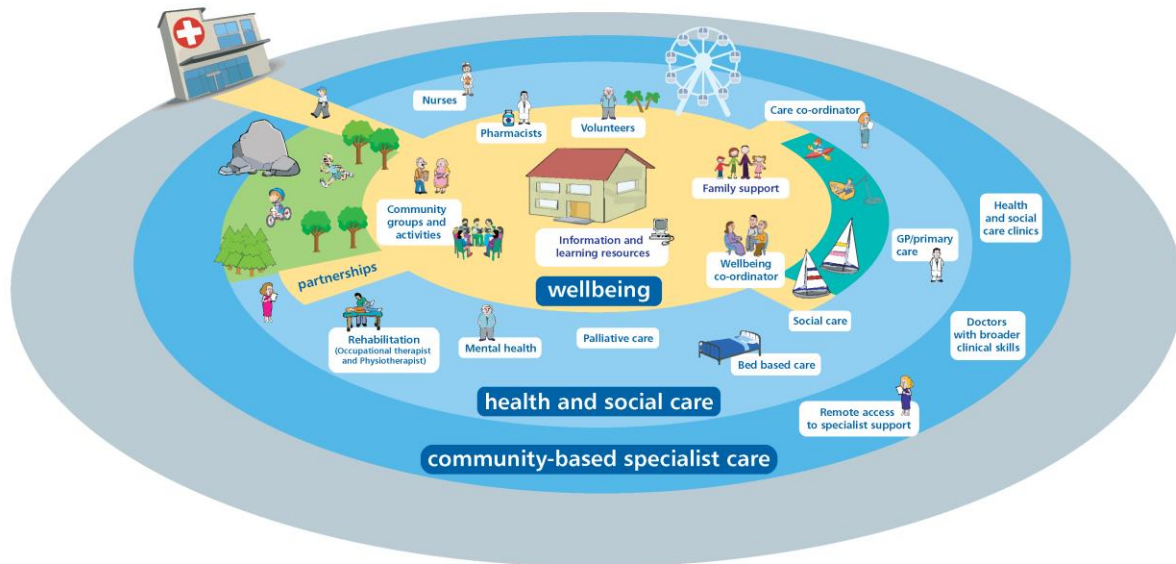 Nurses
Pharmacists
Volunteers
Care co-ordinator
Community
groups and
activities
Family support
Health
and social
care clinics
Information and
learning resources
Wellbeing
co-ordinator
GP/primary
care
partnerships
wellbeing
Rehabilitation
(Occupational therapist
and Physiotherapist)
Mental health
Palliative care
Social care
Bed based care
Doctors
with broader
clinical skills
health and social care
Remote access
to specialist support
community-based specialist care